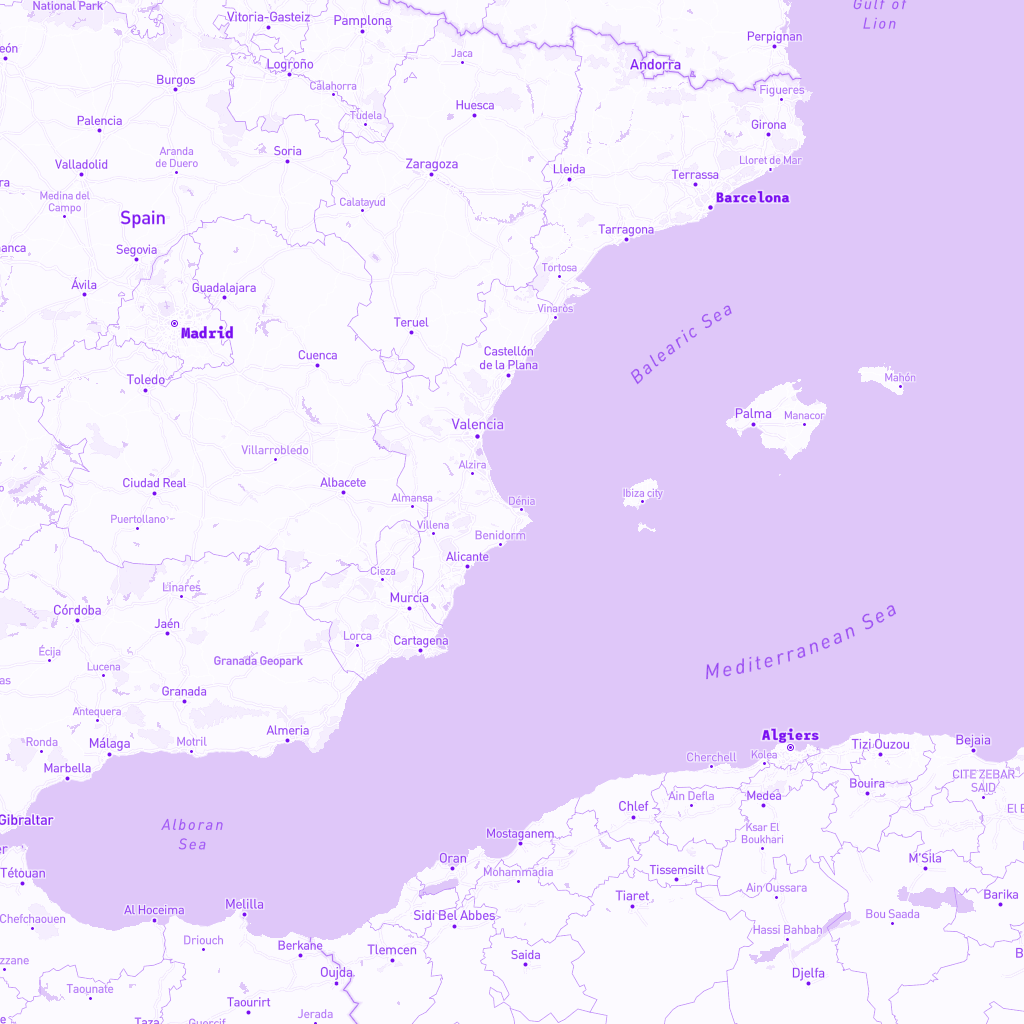 National Park
Vitoria-Gasteiz
Pamplona
Gulf of
Lion
Perpignan
Jaca
Andorra
Logroño
Burgos
Calahorra
Figueres
Huesca
Tudela
Palencia
Girona
Aranda
de Duero
Soria
Lloret de Mar
Valladolid
Zaragoza
Lleida
Terrassa
Medina del
Campo
Calatayud
Barcelona
Spain
Tarragona
Segovia
Tortosa
Ávila
Guadalajara
Vinaròs
Balearic Sea
Madrid
Teruel
Castellón
de la Plana
Cuenca
Toledo
Mahón
Palma
Manacor
Valencia
Villarrobledo
Alzira
Ciudad Real
Albacete
Almansa
Dénia
Ibiza city
Puertollano
Villena
Benidorm
Alicante
Cieza
Linares
Murcia
Córdoba
Jaén
Mediterranean Sea
Lorca
Cartagena
Écija
Lucena
Granada Geopark
Granada
Antequera
Almeria
Algiers
Ronda
Málaga
Motril
Tizi Ouzou
Bejaia
Marbella
Cherchell
Kolea
CITE ZEBAR
SAID
Bouira
Ain Defla
Medea
Chlef
Gibraltar
Alboran
Sea
Mostaganem
Ksar El
Boukhari
Oran
M'Sila
Tétouan
Mohammadia
Tissemsilt
Ain Oussara
Tiaret
Barika
Chefchaouen
Al Hoceima
Melilla
Sidi Bel Abbes
Bou Saada
Hassi Bahbah
Driouch
Berkane
Tlemcen
Saida
Oujda
Djelfa
Taounate
Taourirt
Taza
Guercif
Jerada